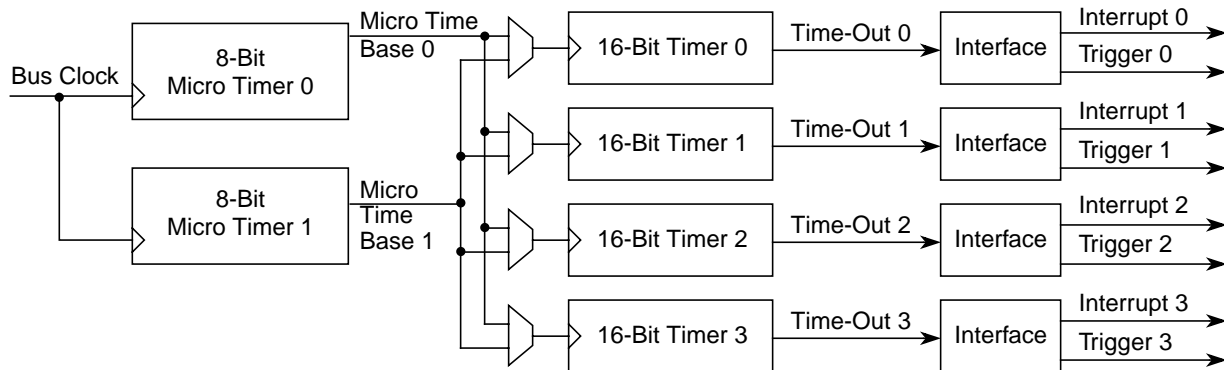 Bus Clock
8-Bit
Micro Timer 0
Micro Time
Base 0
16-Bit Timer 0
Time-Out 0
Interface
Interrupt 0
Trigger 0
16-Bit Timer 1
Time-Out 1
Interface
Interrupt 1
Trigger 1
8-Bit
Micro Timer 1
Micro
Time
Base 1
16-Bit Timer 2
Time-Out 2
Interface
Interrupt 2
Trigger 2
16-Bit Timer 3
Time-Out 3
Interface
Interrupt 3
Trigger 3